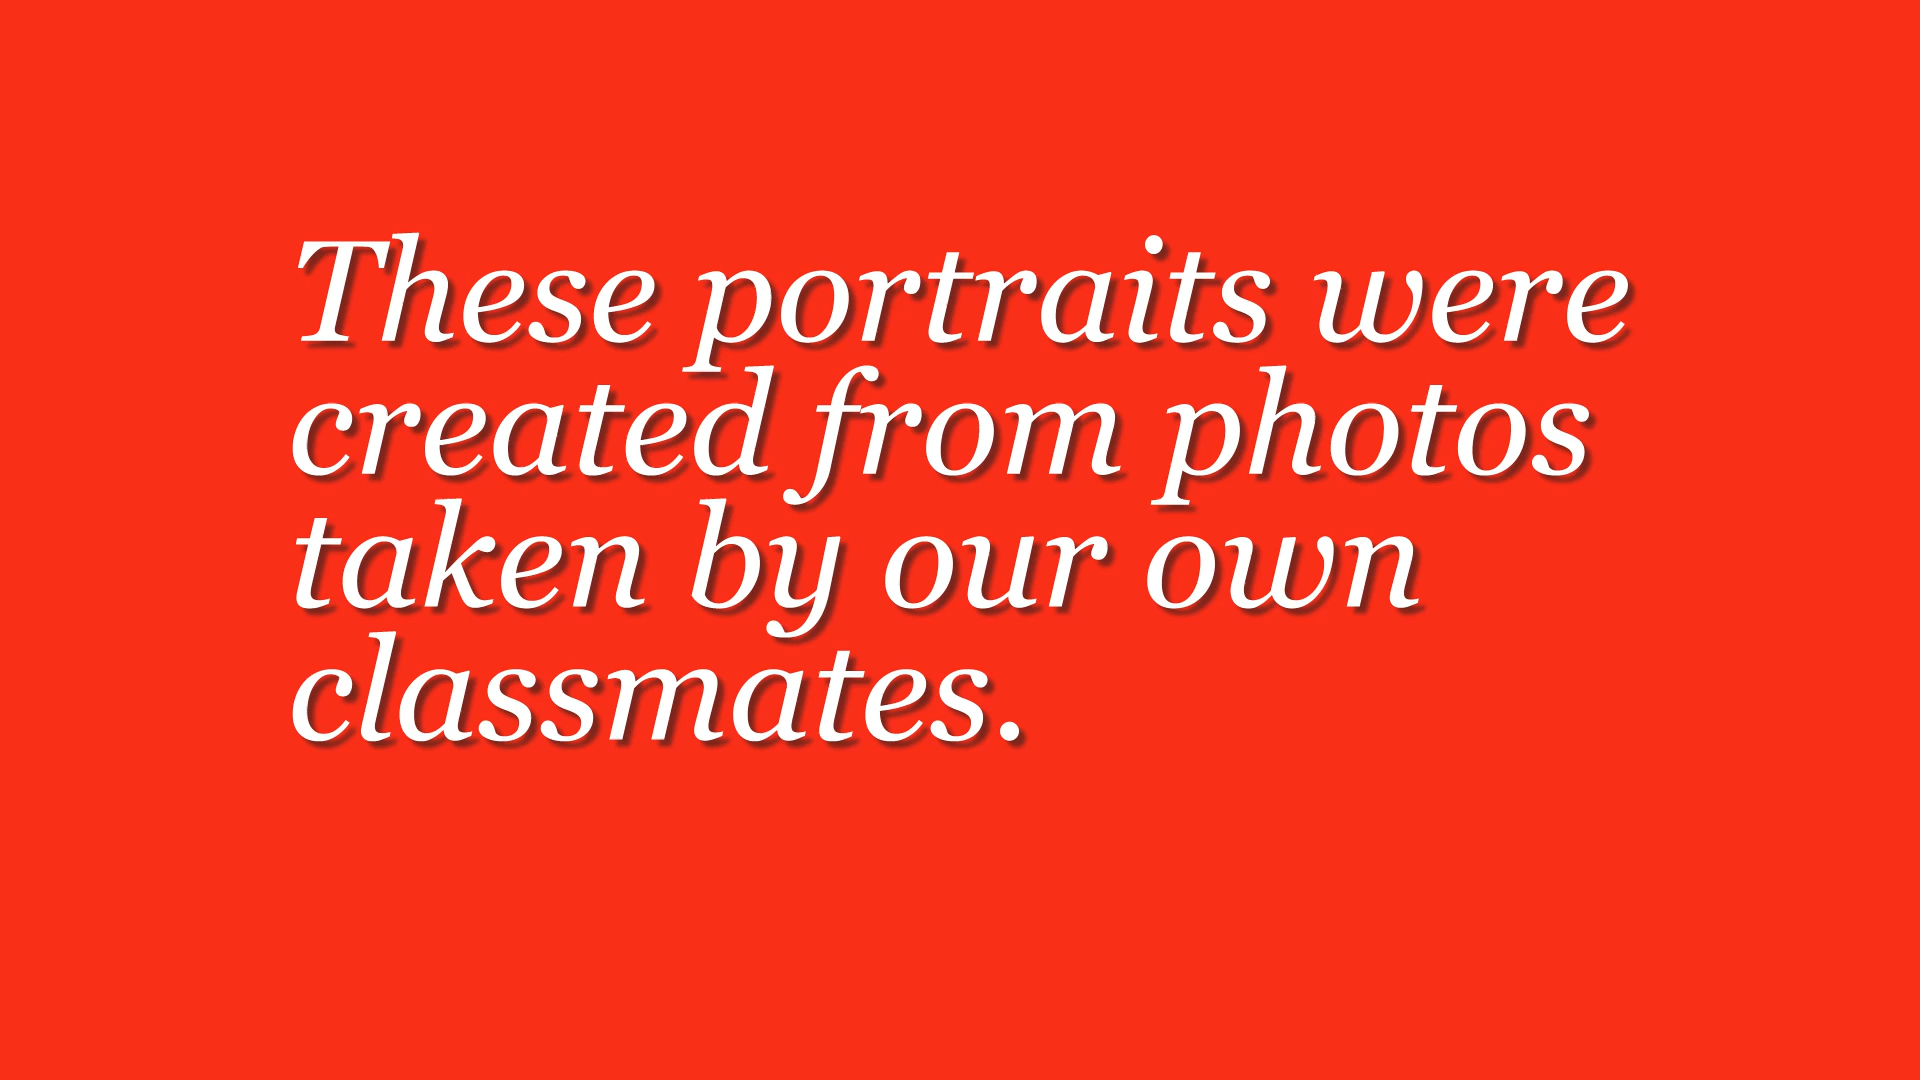 These portraits were
created from photos
taken by our own
classmates.